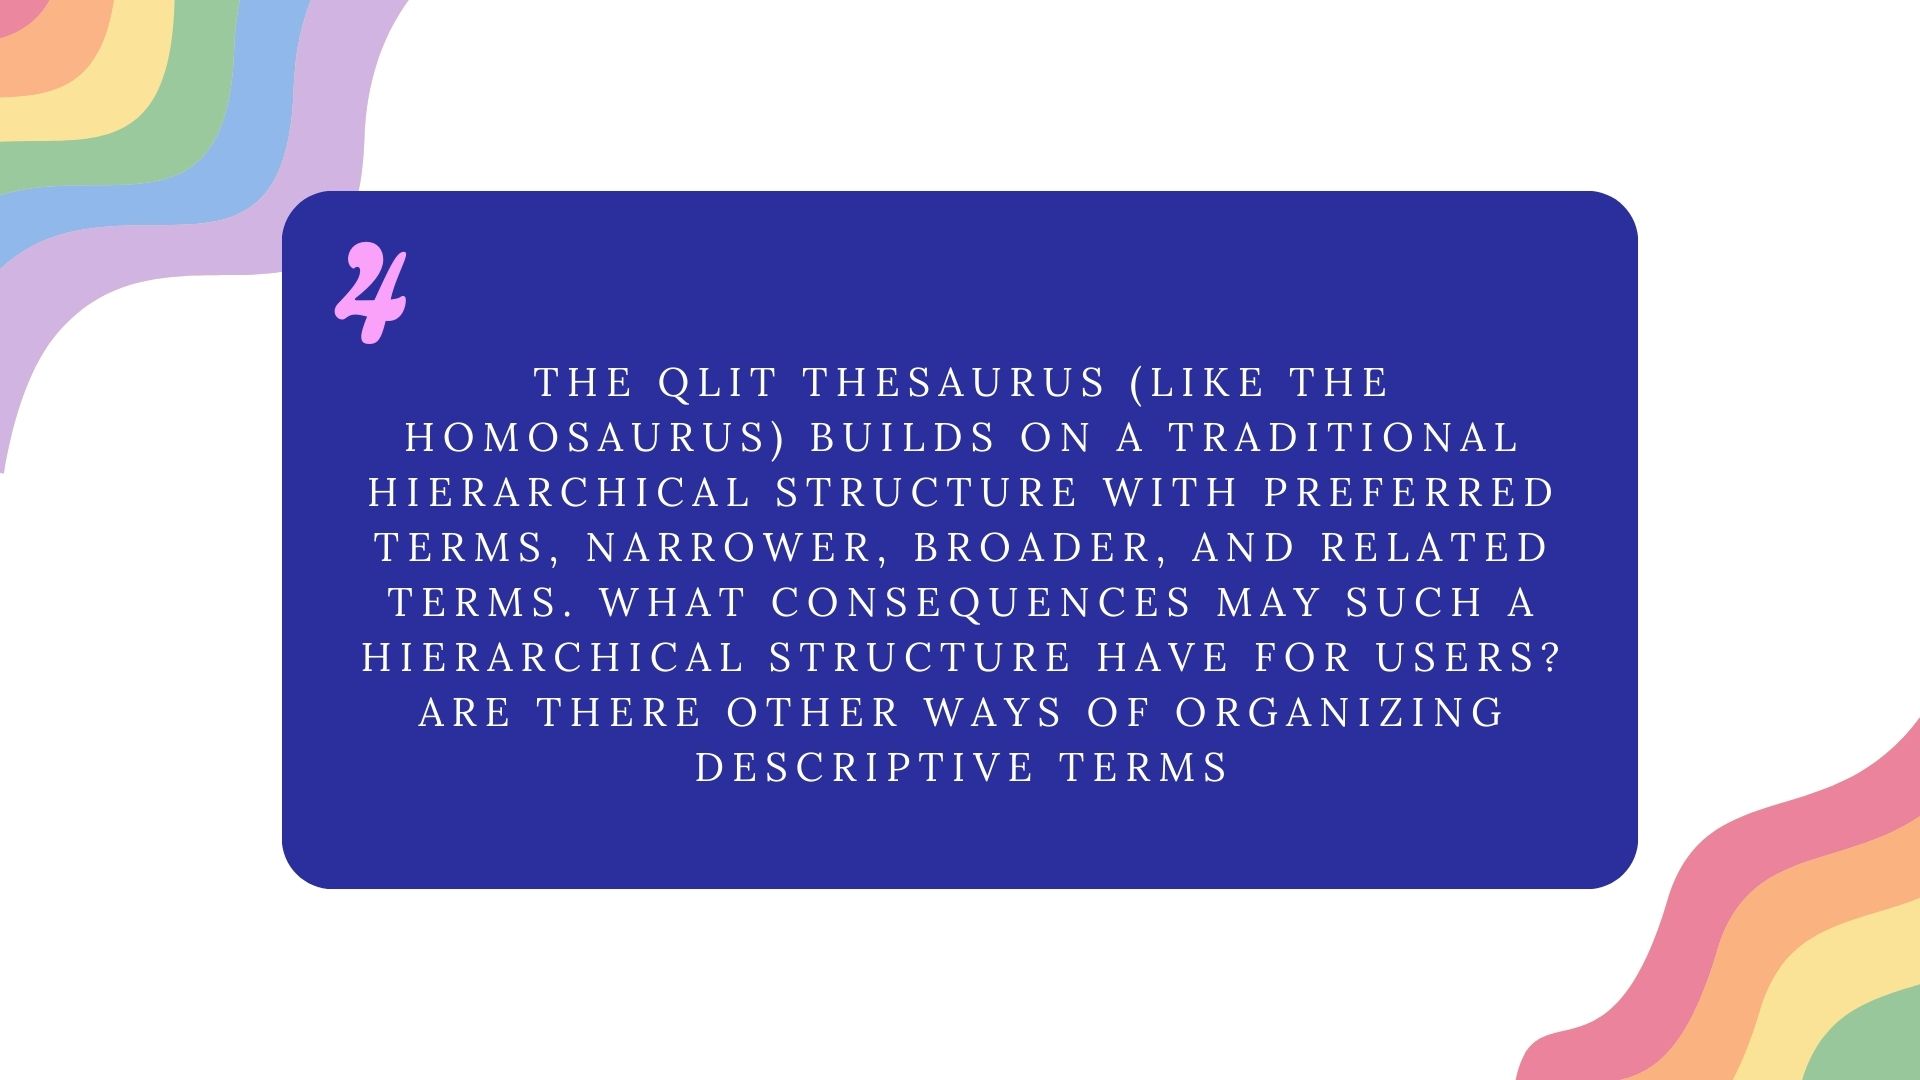 4
THE QLIT THESAURUS (LIKE THE
HOMOSAURUS) BUILDS ON A TRADITIONAL
HIERARCHICAL STRUCTURE WITH PREFERRED
TERMS, NARROWER, BROADER, AND RELATED
TERMS. WHAT CONSEQUENCES MAY SUCH A
HIERARCHICAL STRUCTURE HAVE FOR USERS?
ARE THERE OTHER WAYS OF ORGANIZING
DESCRIPTIVE TERMS